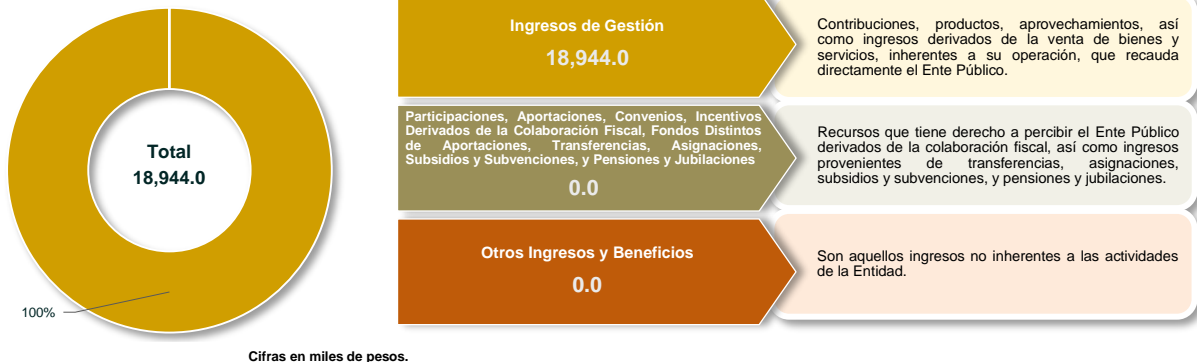 Total
18,944.0
100%
Ingresos de Gestión
18,944.0
Contribuciones, productos, aprovechamientos, así
como ingresos derivados de la venta de bienes y
servicios, inherentes a su operación, que recauda
directamente el Ente Público.
Participaciones, Aportaciones, Convenios, Incentivos
Derivados de la Colaboración Fiscal, Fondos Distintos
de Aportaciones, Transferencias, Asignaciones,
Subsidios y Subvenciones, y Pensiones y Jubilaciones
0.0
Recursos que tiene derecho a percibir el Ente Público
derivados de la colaboración fiscal, así como ingresos
provenientes de transferencias, asignaciones,
subsidios y subvenciones, y pensiones y jubilaciones.
Otros Ingresos y Beneficios
0.0
Son aquellos ingresos no inherentes a las actividades
de la Entidad.
Cifras en miles de pesos.